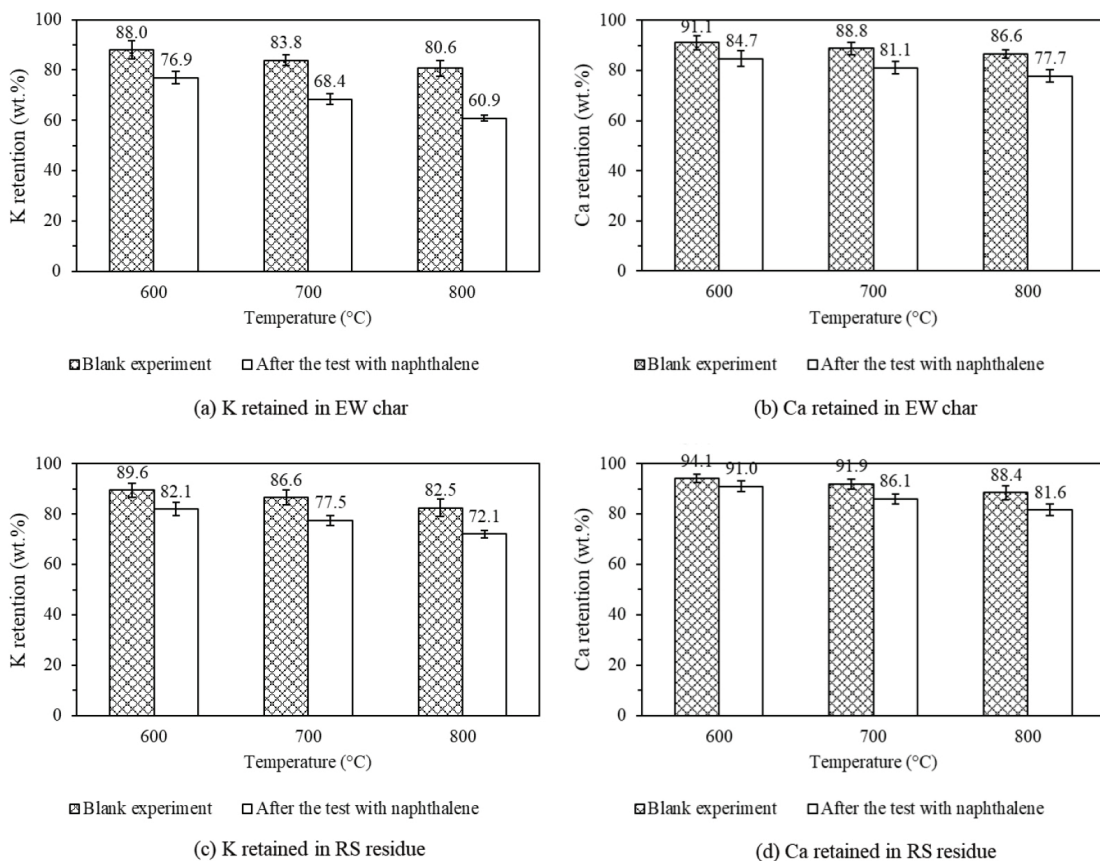 100
80
60
40
20
0
K retention (wt.%)
88.0
76.9
83.8
68.4
80.6
60.9
600 700 800
Temperature (°C)
Blank experiment After the test with naphthalene
(a) K retained in EW char
100
80
60
40
20
0
Ca retention (wt.%)
91.1
84.7
88.8
81.1
86.6
77.7
600 700 800
Temperature (°C)
Blank experiment After the test with naphthalene
(b) Ca retained in EW char
100
80
60
40
20
0
K retention (wt.%)
89.6
82.1
86.6
77.5
82.5
72.1
600 700 800
Temperature (°C)
Blank experiment After the test with naphthalene
(c) K retained in RS residue
100
80
60
40
20
0
Ca retention (wt.%)
94.1
91.0
91.9
86.1
88.4
81.6
600 700 800
Temperature (°C)
Blank experiment After the test with naphthalene
(d) Ca retained in RS residue